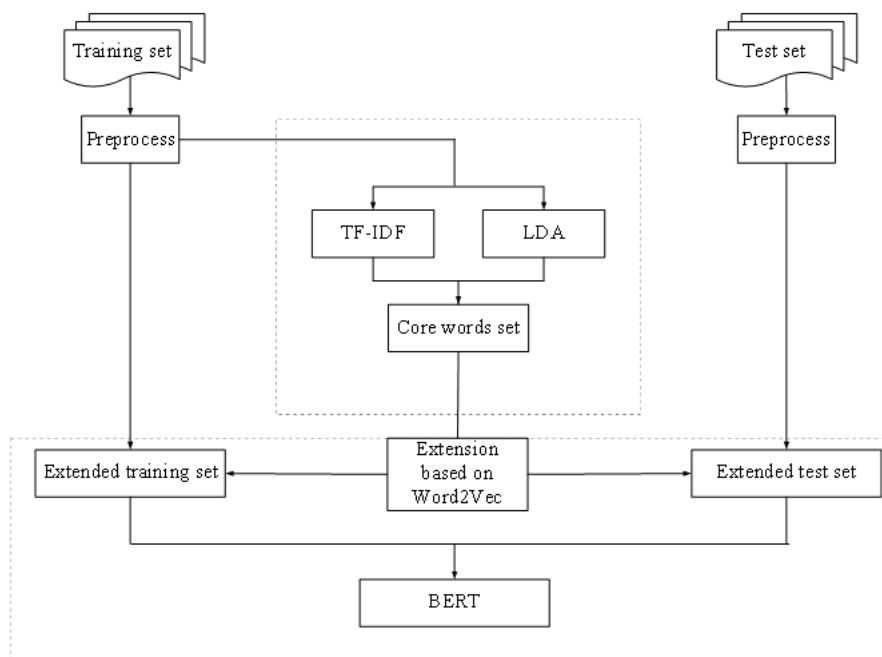 Training set
Test set
Preprocess
Preprocess
TF-IDF
LDA
Core words set
Extended training set
Extension
based on
Word2Vec
Extended test set
BERT